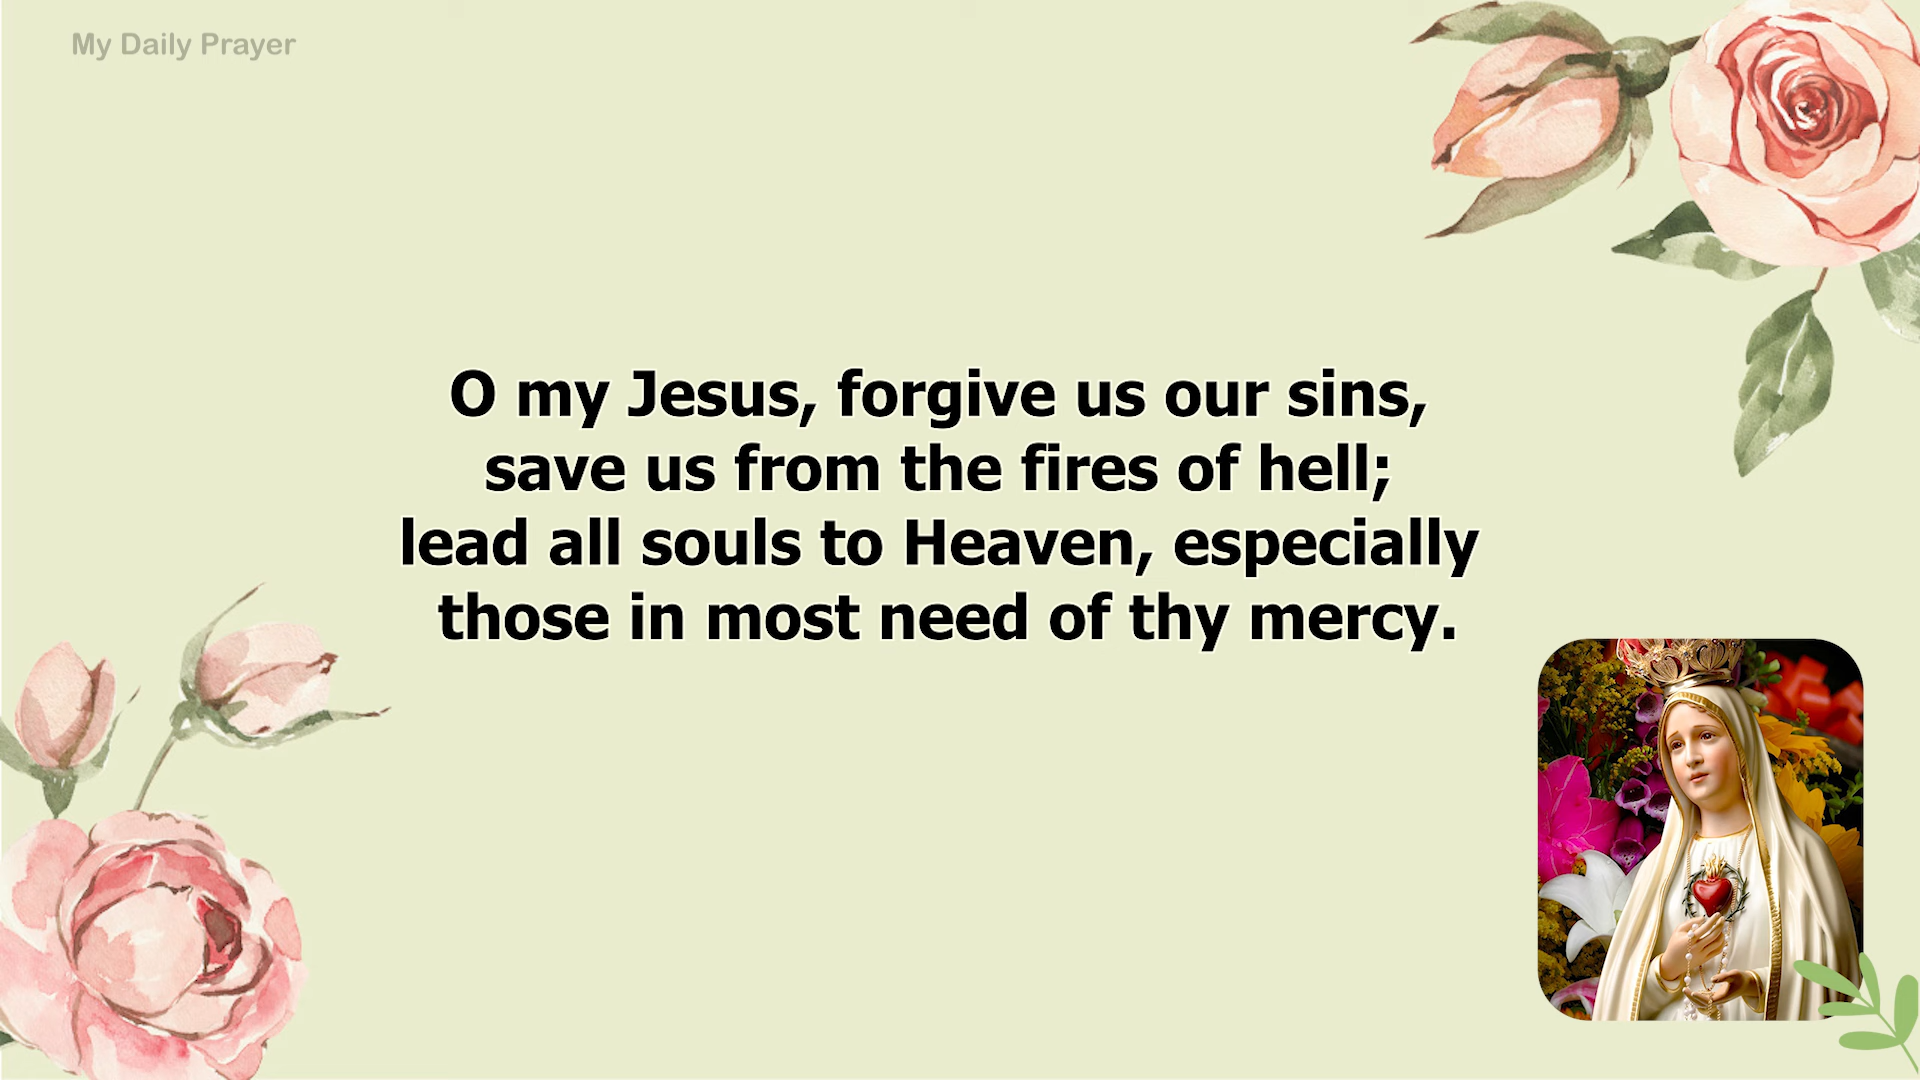 My Daily Prayer
O my Jesus, forgive us our sins,
save us from the fires of hell;
lead all souls to Heaven, especially
those in most need of thy mercy.